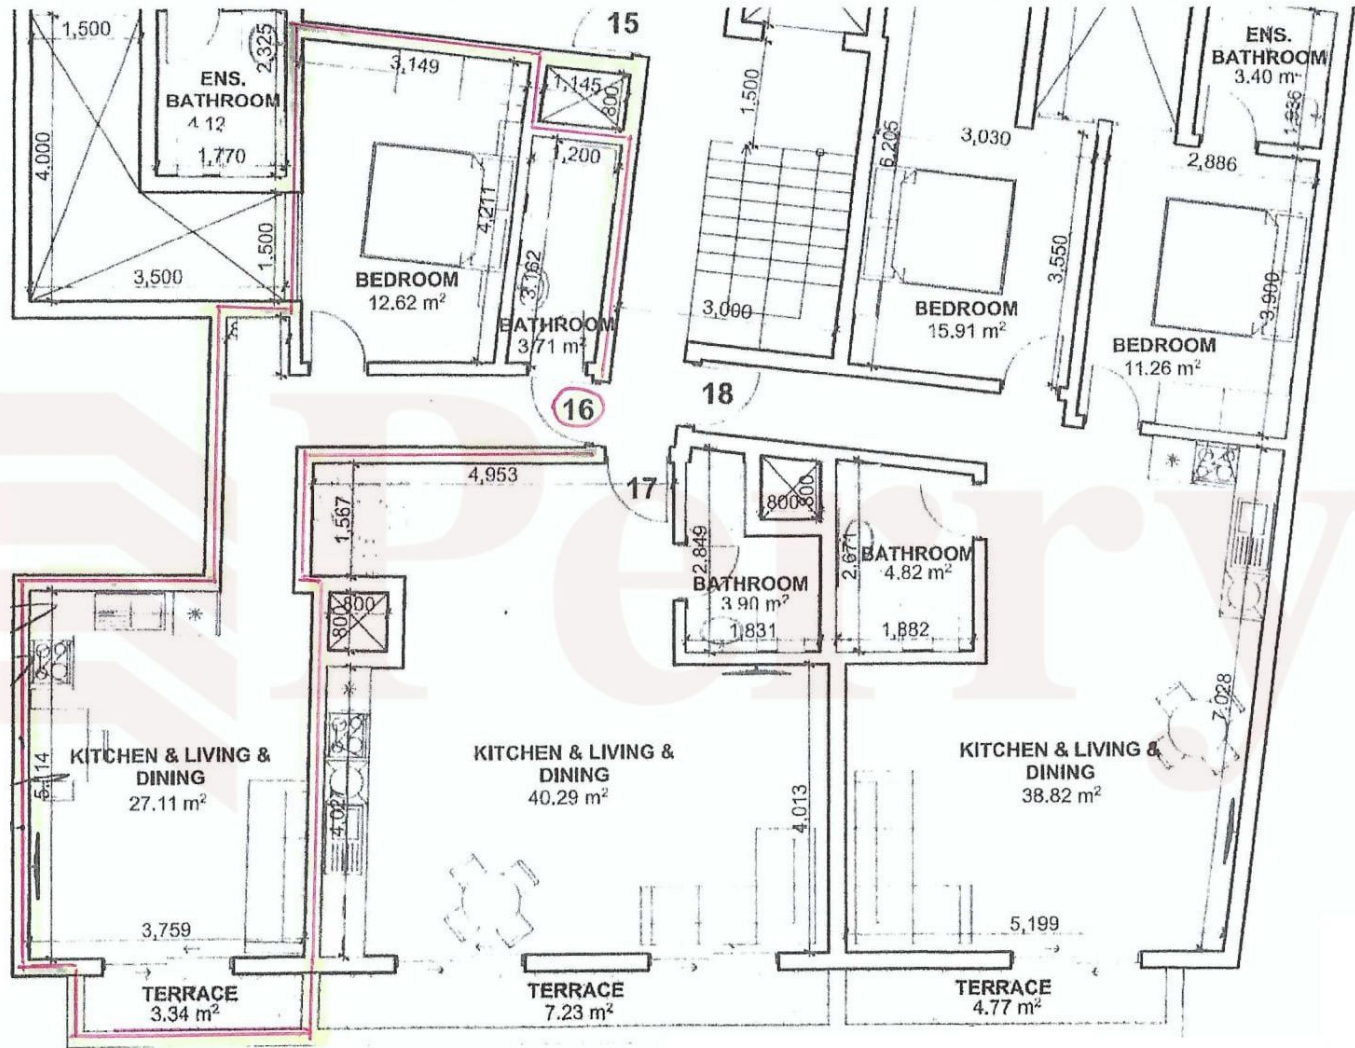 15
1,500
2,325
ENS.
BATHROOM
4.12
1,770
4,000
3,500
1,500
3,149
1,145
800
1,200
4,211
3,162
BEDROOM
12.62 m²
BATHROOM
3.71 m²
16
1,500
3,000
18
6,205
3,030
3,550
BEDROOM
15.91 m²
ENS.
BATHROOM
3.40 m²
1,936
2,886
3,900
BEDROOM
11.26 m²
4,953
17
1,567
800
800
2,849
800
800
BATHROOM
3.90 m²
1,831
2,671
BATHROOM
4.82 m²
1,882
Perry
KITCHEN & LIVING &
DINING
27.11 m²
5,114
3,759
KITCHEN & LIVING &
DINING
40.29 m²
4,027
4,013
KITCHEN & LIVING &
DINING
38.82 m²
7,028
5,199
TERRACE
3.34 m²
TERRACE
7.23 m²
TERRACE
4.77 m²